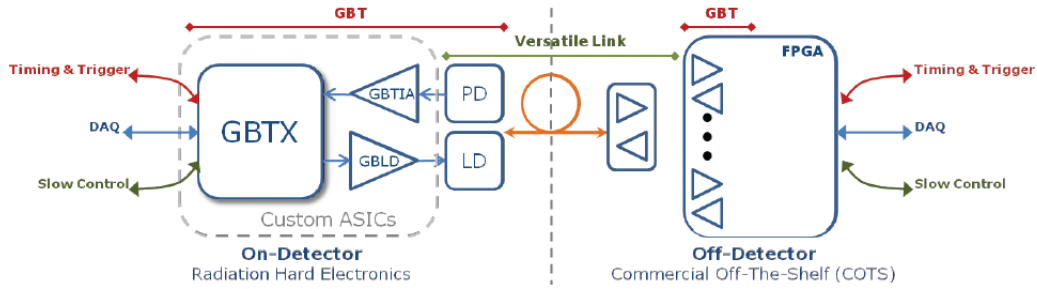 GBT
GBT
Versatile Link
FPGA
Timing & Trigger
DAQ
Slow Control
GBTX
GBTIA
GBLD
PD
LD
Custom ASICs
Timing & Trigger
DAQ
Slow Control
On-Detector
Radiation Hard Electronics
Off-Detector
Commercial Off-The-Shelf (COTS)